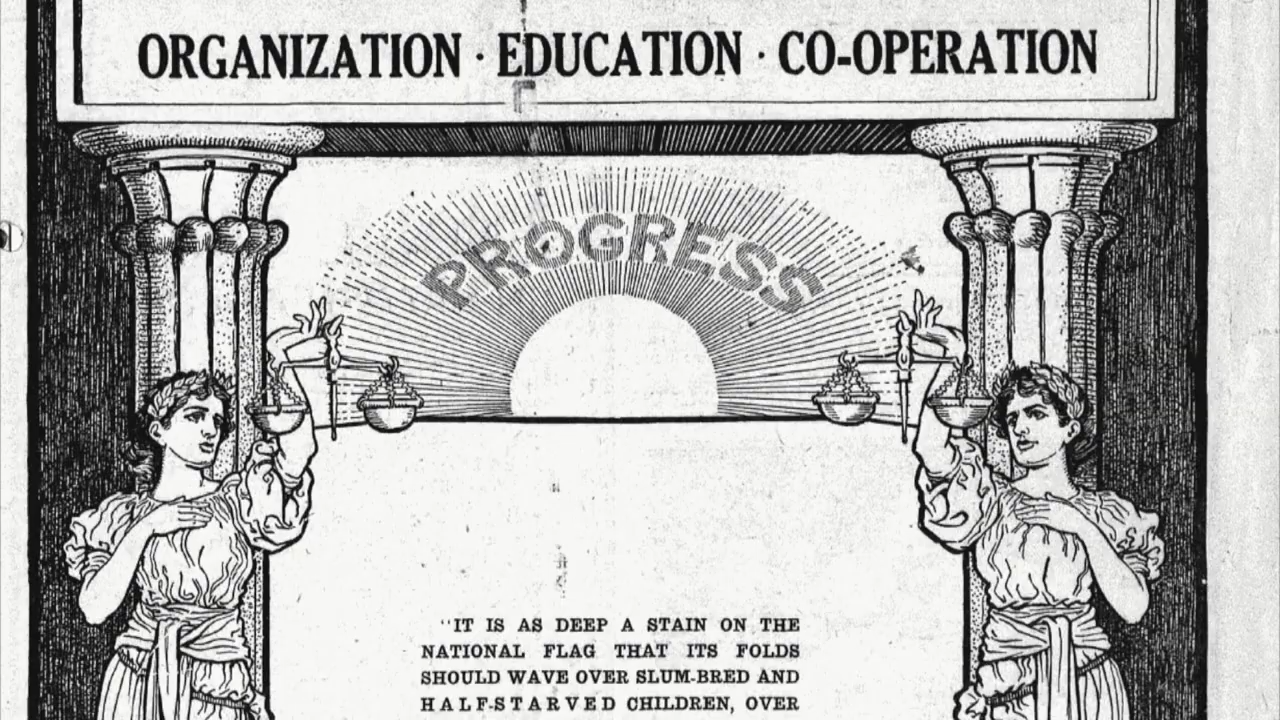 ORGANIZATION · EDUCATION · CO-OPERATION
PROGRESS
"IT IS AS DEEP A STAIN ON THE
NATIONAL FLAG THAT ITS FOLDS
SHOULD WAVE OVER SLUM-BRED AND
HALF-STARVED CHILDREN, OVER